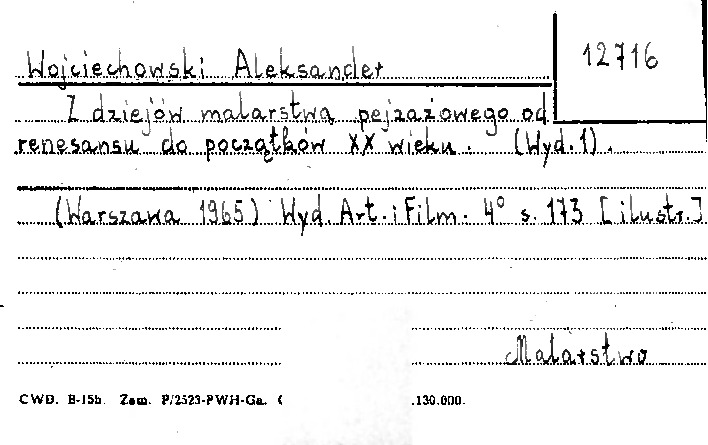 12716
Wojciechowski Aleksander
Z dziejów malarstwa pejzażowego od
renesansu do początków XX wieku. (Wyd.1).
(Warszawa 1965) Wyd. Art. i Film. 4° s. 173 [ilustr.]
Malarstwo
CWD. B-15b. Zam. P/2523-PWH-Ga. ( .130.000.